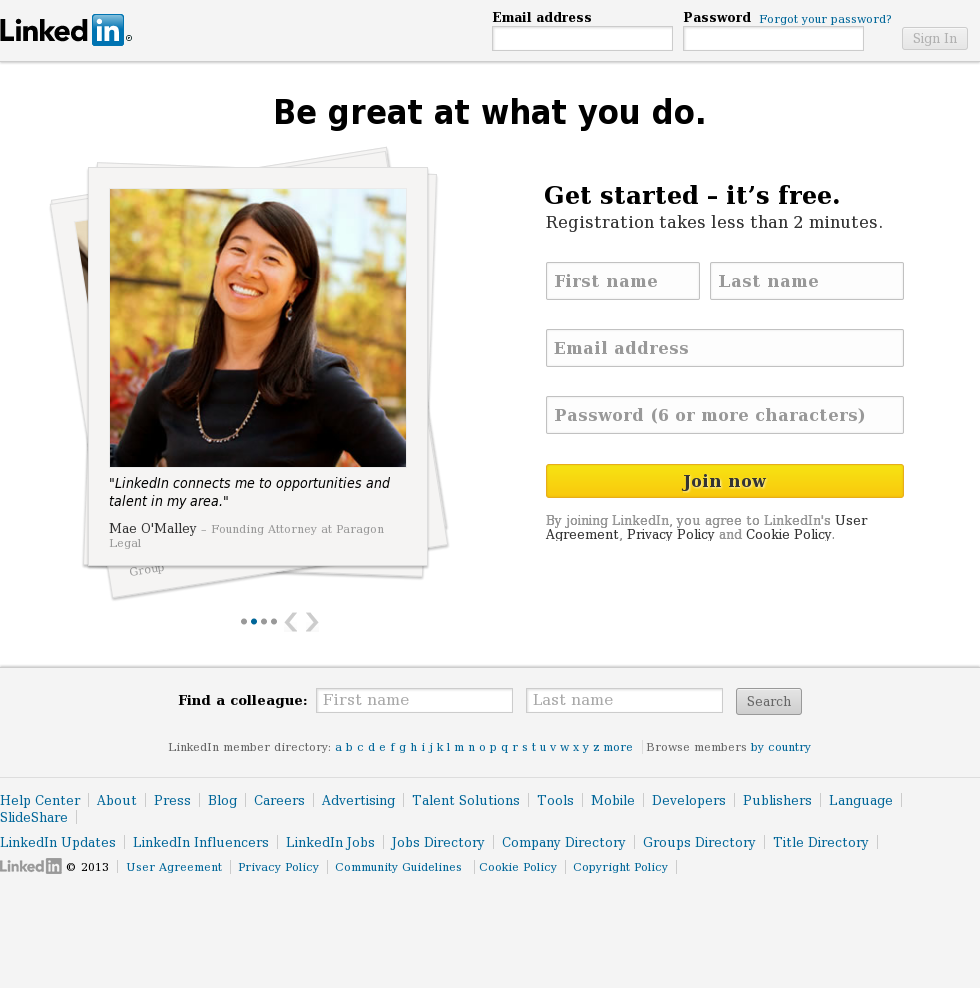 Linked in ®
Email address
Password Forgot your password?
Sign In
Be great at what you do.
"LinkedIn connects me to opportunities and
talent in my area."
Mae O'Malley – Founding Attorney at Paragon
Legal
Group
Get started – it’s free.
Registration takes less than 2 minutes.
First name
Last name
Email address
Password (6 or more characters)
Join now
By joining LinkedIn, you agree to LinkedIn's User
Agreement, Privacy Policy and Cookie Policy.
Find a colleague: First name Last name Search
LinkedIn member directory: a b c d e f g h i j k l m n o p q r s t u v w x y z more Browse members by country
Help Center About Press Blog Careers Advertising Talent Solutions Tools Mobile Developers Publishers Language
SlideShare
LinkedIn Updates LinkedIn Influencers LinkedIn Jobs Jobs Directory Company Directory Groups Directory Title Directory
Linked in © 2013 User Agreement Privacy Policy Community Guidelines Cookie Policy Copyright Policy